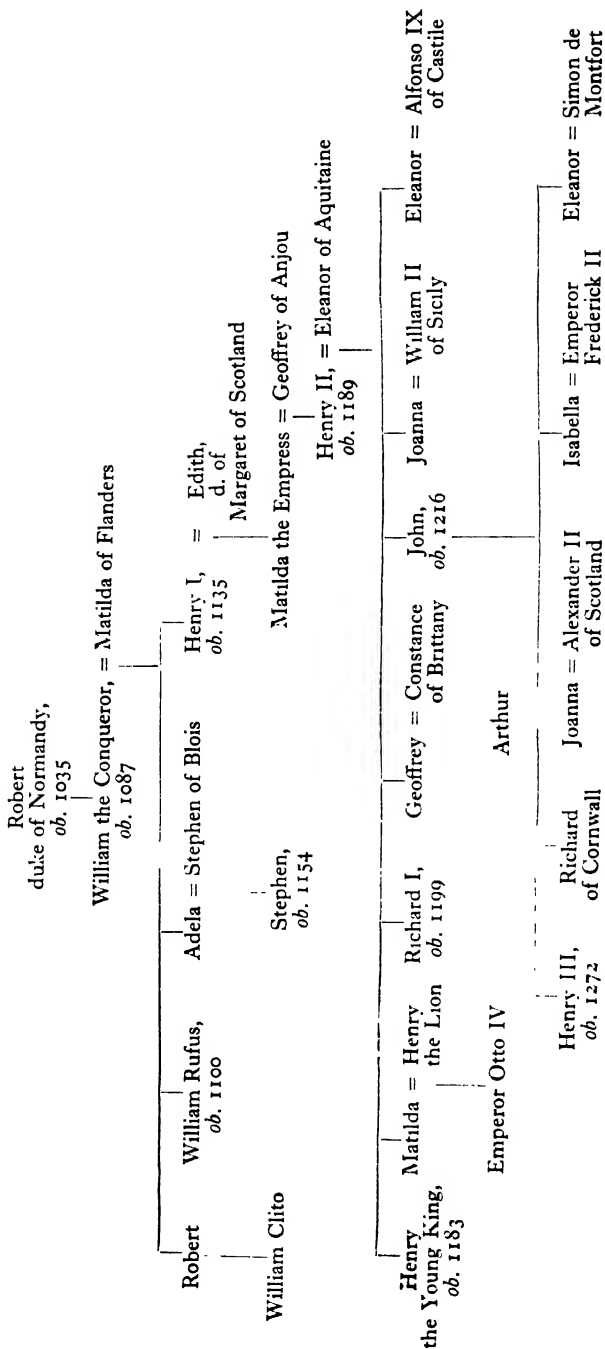 Robert
duke of Normandy,
ob. 1035
William the Conqueror, = Matilda of Flanders
ob. 1087
Robert
William Rufus,
ob. 1100
Adela = Stephen of Blois
Henry I,
ob. 1135
=
Edith,
d. of
Margaret of Scotland
William Clito
Stephen,
ob. 1154
Matilda the Empress = Geoffrey of Anjou
Henry II, = Eleanor of Aquitaine
ob. 1189
Henry
the Young King,
ob. 1183
Matilda = Henry
the Lion
Richard I,
ob. 1199
Geoffrey = Constance
of Brittany
John,
ob. 1216
Joanna = William II
of Sicily
Eleanor = Alfonso IX
of Castile
Emperor Otto IV
Arthur
Henry III,
ob. 1272
Richard
of Cornwall
Joanna = Alexander II
of Scotland
Isabella = Emperor
Frederick II
Eleanor = Simon de
Montfort